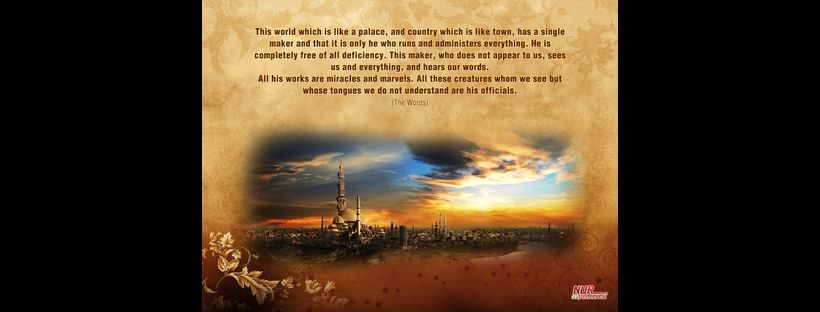 This world which is like a palace, and country which is like town, has a single
maker and that it is only he who runs and administers everything. He is
completely free of all deficiency. This maker, who does not appear to us, sees
us and everything, and hears our words.
All his works are miracles and marvels. All these creatures whom we see but
whose tongues we do not understand are his officials.
(The Words)
NUR